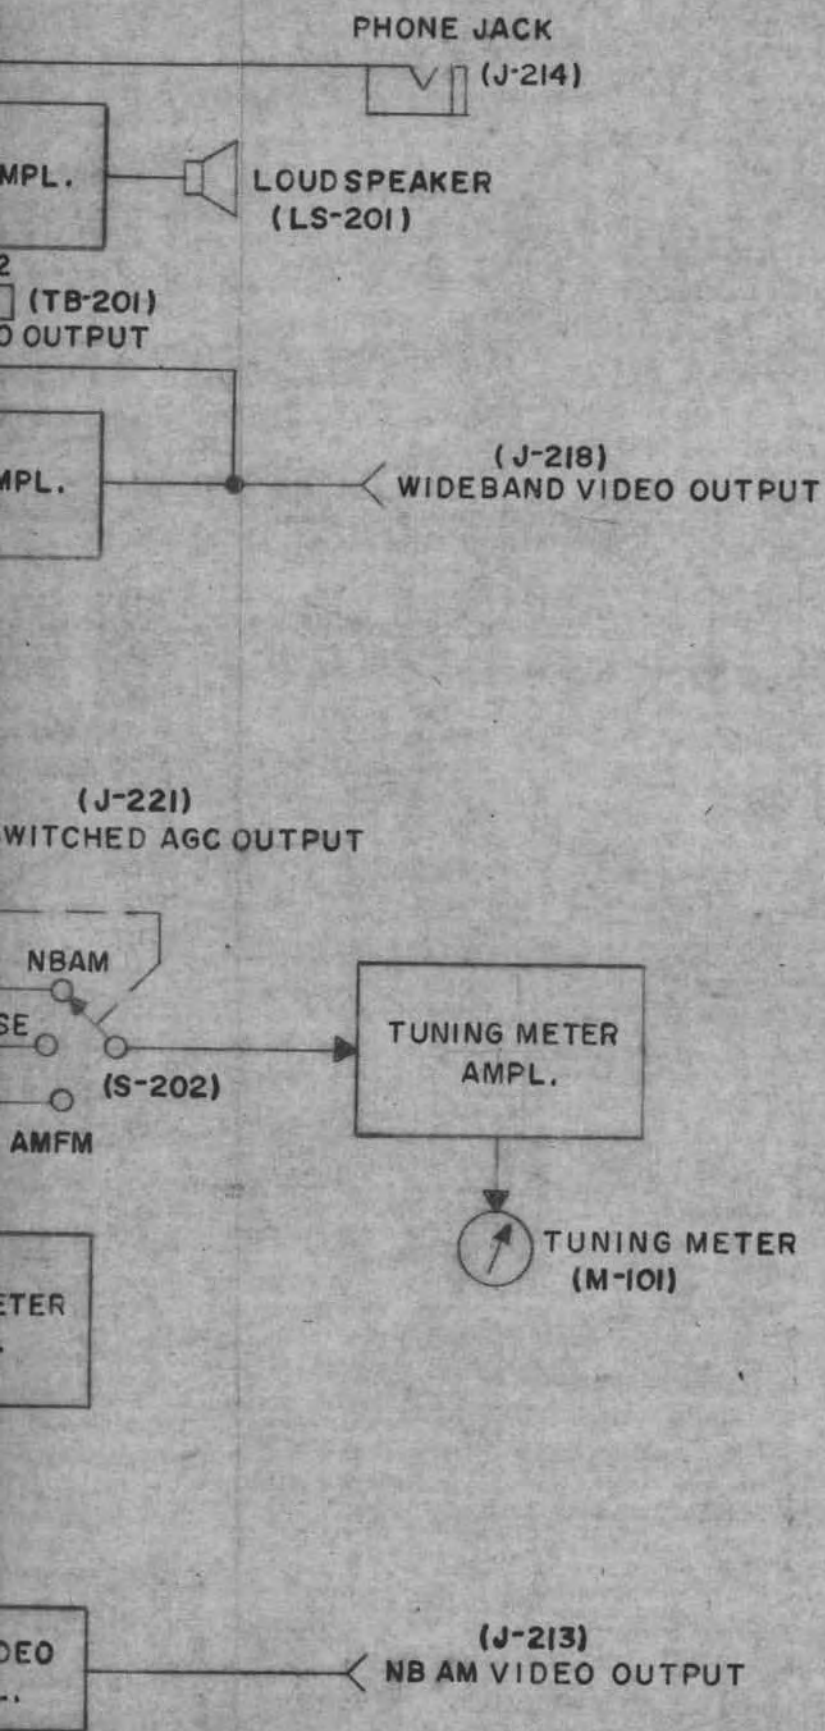 PHONE JACK
(J-214)
MPL.
LOUDSPEAKER
(LS-201)
2
(TB-201)
O OUTPUT
(J-218)
MPL.
WIDEBAND VIDEO OUTPUT
(J-221)
WITCHED AGC OUTPUT
NBAM
SE
TUNING METER
AMPL.
(S-202)
AMFM
TUNING METER
(M-101)
ETER
.
(J-213)
DEO
NB AM VIDEO OUTPUT
L.